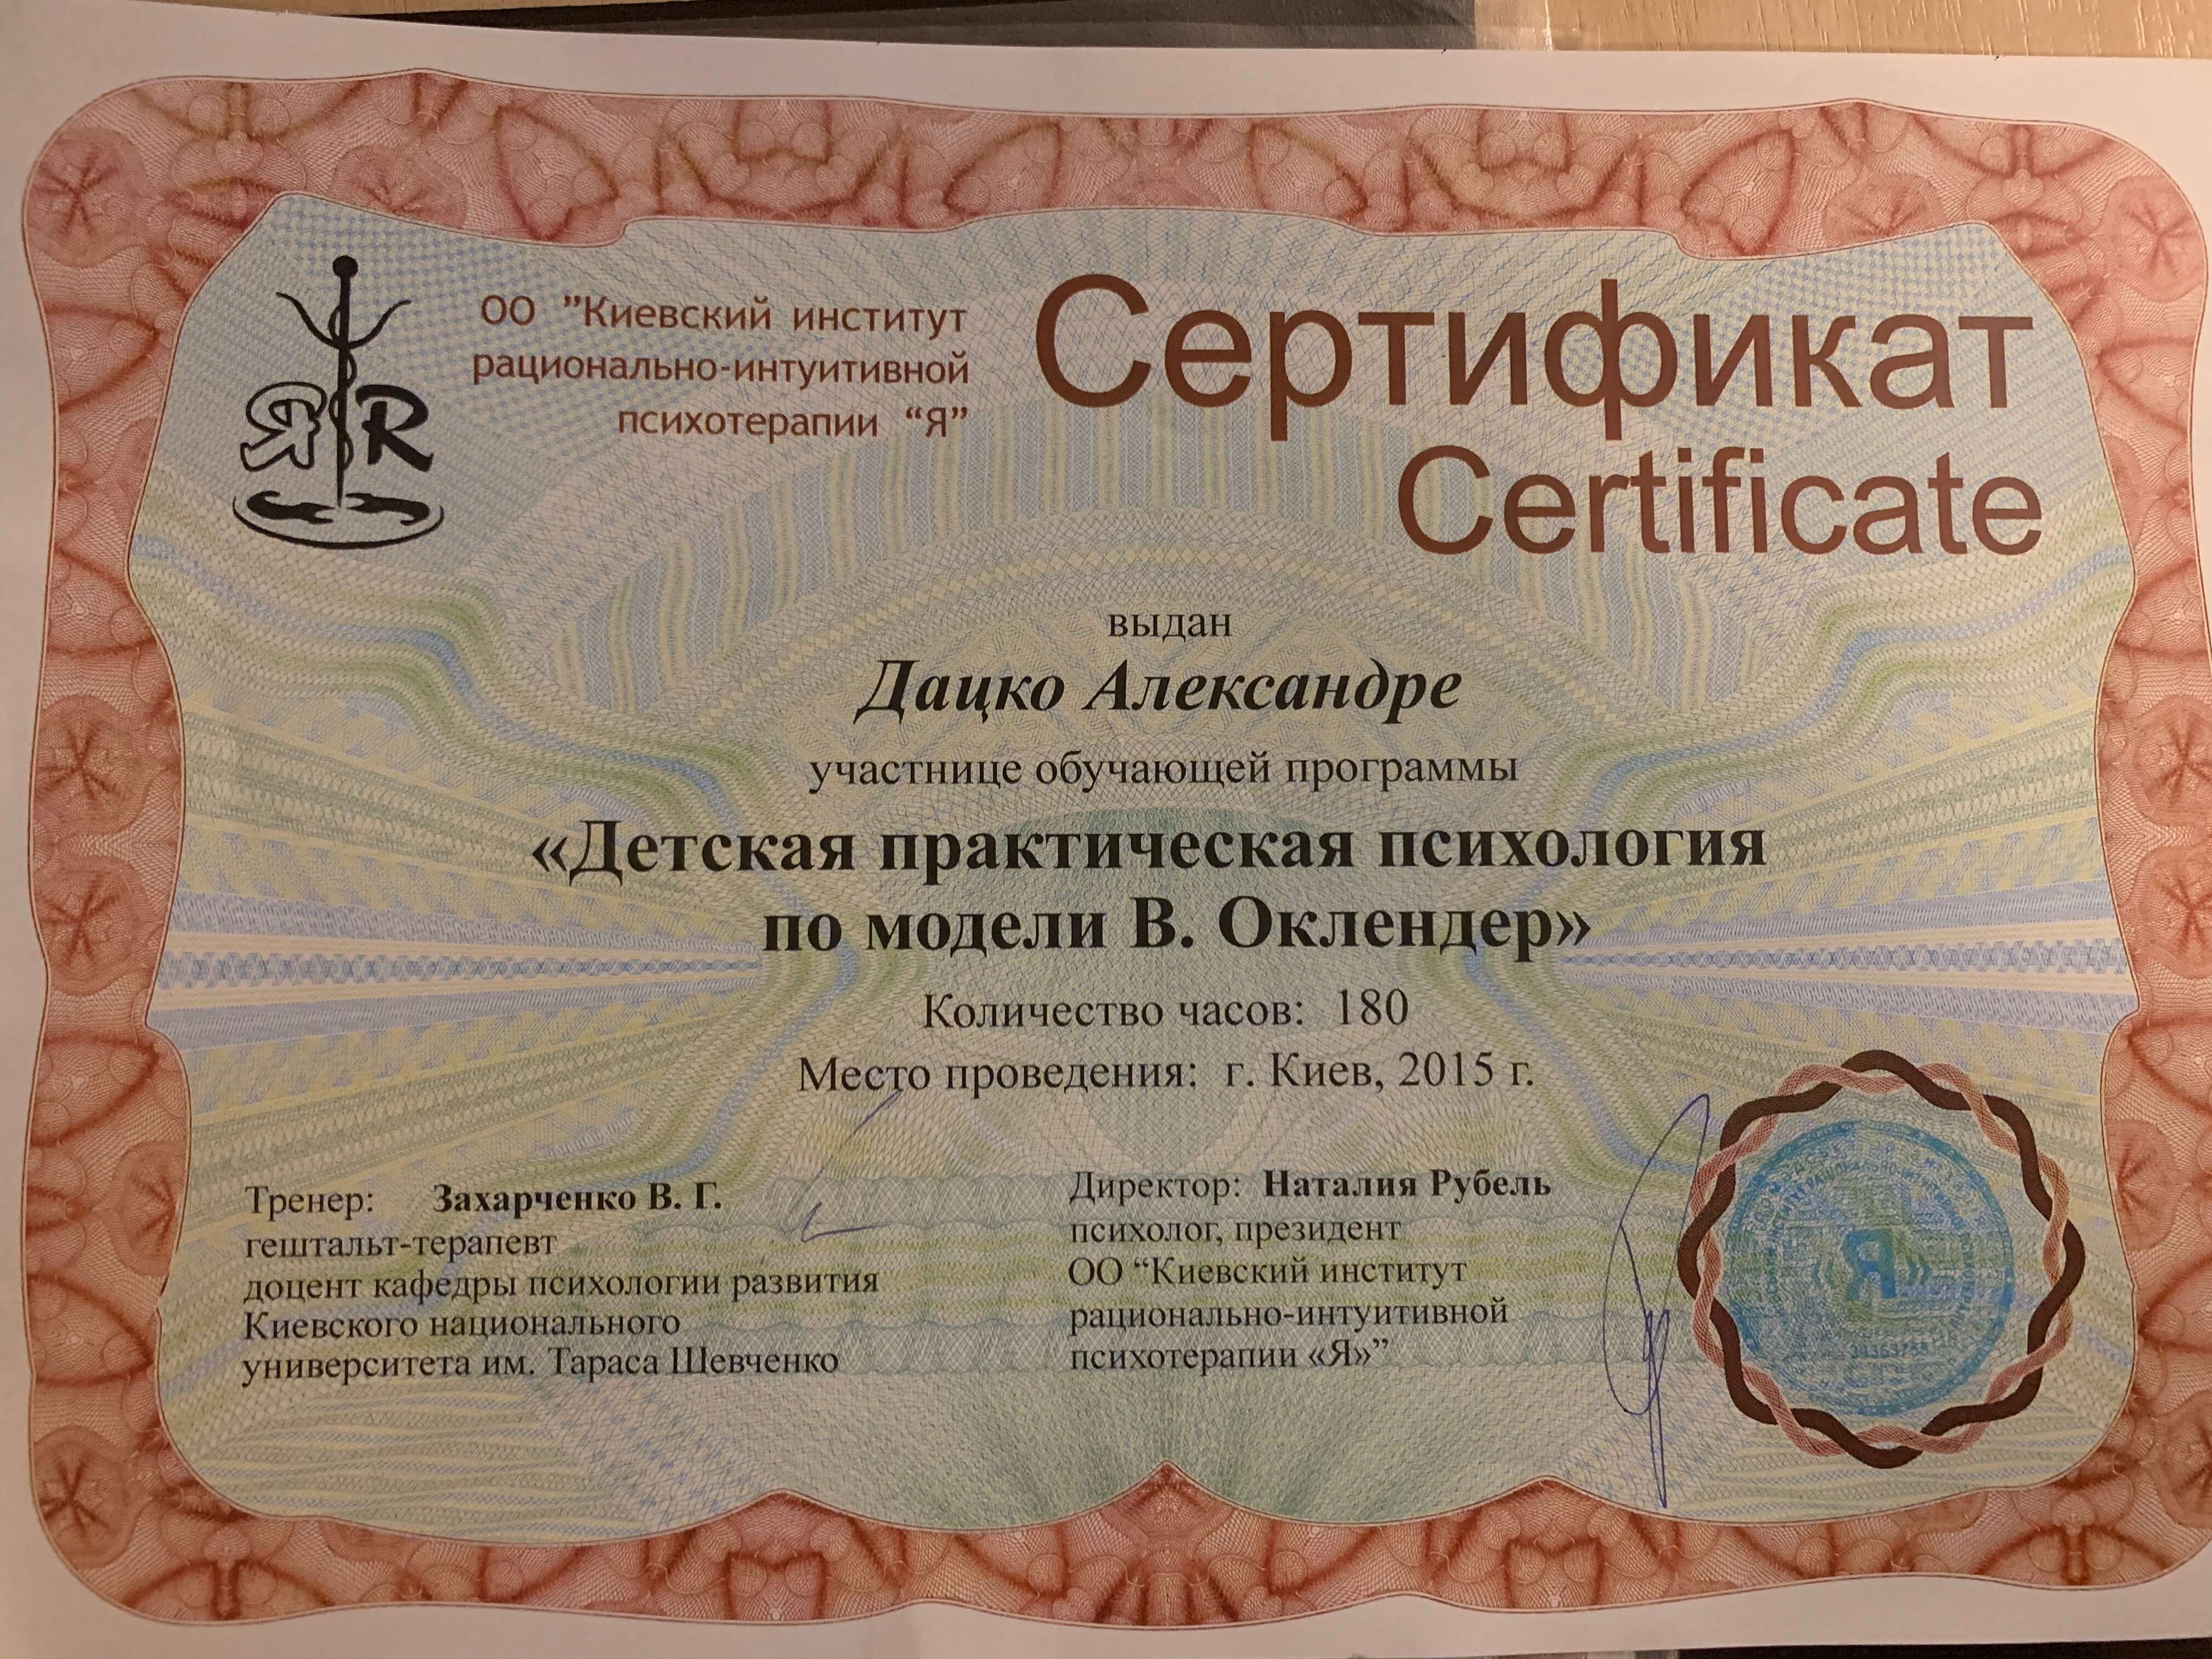 ОО "Киевский институт
рационально-интуитивной
психотерапии "Я"
Сертификат
Certificate
ЯR
выдан
Дацко Александре
участнице обучающей программы
«Детская практическая психология
по модели В. Оклендер»
Количество часов: 180
Место проведения: г. Киев, 2015 г.
Тренер: Захарченко В. Г.
гештальт-терапевт
доцент кафедры психологии развития
Киевского национального
университета им. Тараса Шевченко
Директор: Наталия Рубель
психолог, президент
ОО "Киевский институт
рационально-интуитивной
психотерапии «Я»"
«Я»